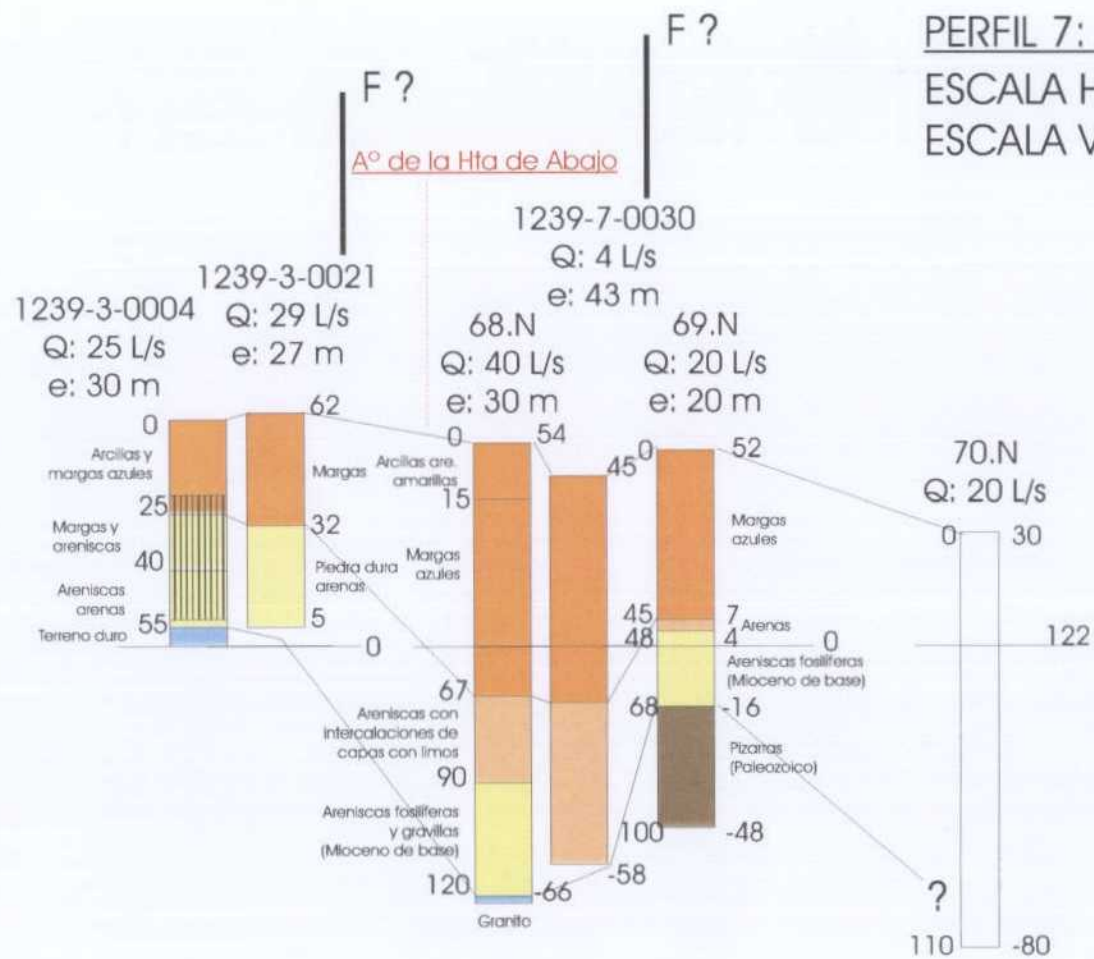 PERFIL 7:
ESCALA H
ESCALA V
F ?
F ?
Aº de la Hta de Abajo
1239-3-0004
Q: 25 L/s
e: 30 m
1239-3-0021
Q: 29 L/s
e: 27 m
68.N
Q: 40 L/s
e: 30 m
1239-7-0030
Q: 4 L/s
e: 43 m
69.N
Q: 20 L/s
e: 20 m
70.N
Q: 20 L/s
0
Arcillas y
margas azules
25
Margas y
areniscas
40
Areniscas
arenas
55
Terreno duro
62
Margas
32
Piedra dura
arenas
5
0
0
54
Arcillas are.
amarillas
15
Margas
azules
67
Areniscas con
intercalaciones de
capas con limos
90
Areniscas fosilíferas
y gravillas
(Mioceno de base)
120
-66
Granito
45
-58
0
52
Margas
azules
45
7
Arenas
48
4
Areniscas fosilíferas
(Mioceno de base)
68
-16
Pizarras
(Paleozoico)
100
-48
0
0
30
122
?
110
-80